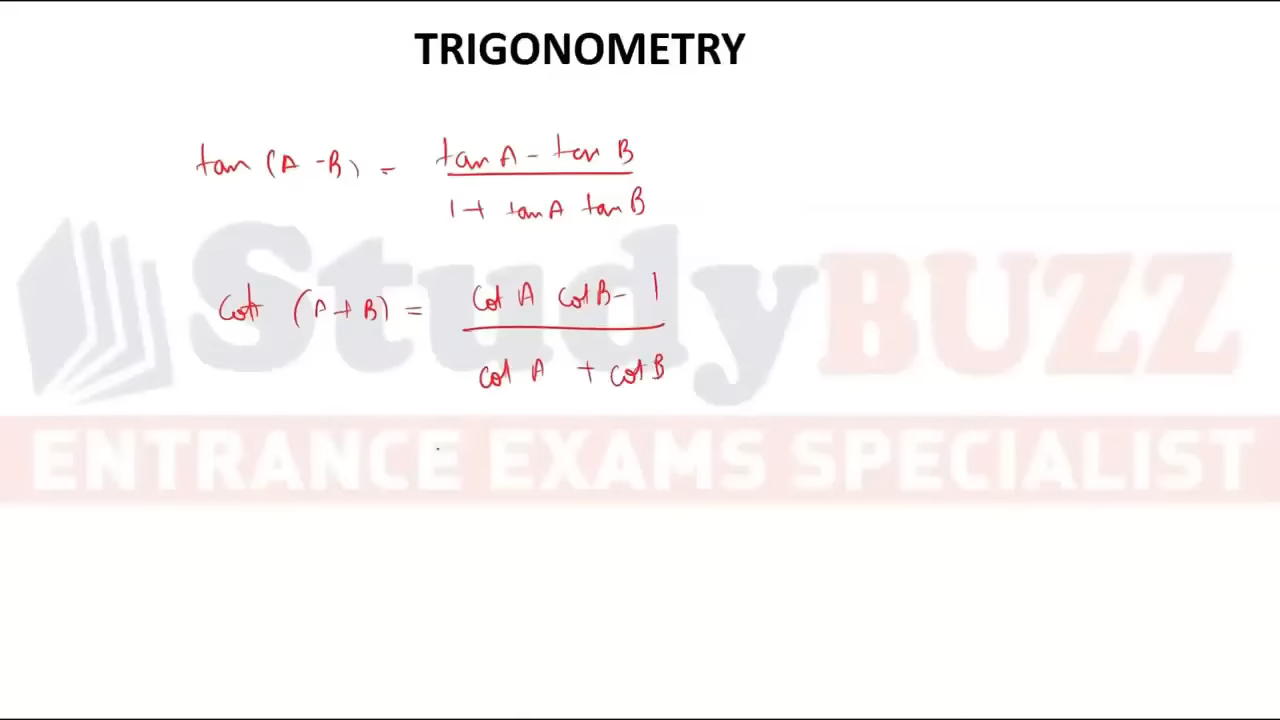 TRIGONOMETRY
tan (A - B) = tan A - tan B
1 + tan A tan B
cot (A + B) = cot A cot B - 1
cot A + cot B
StudyBUZZ
ENTRANCE EXAMS SPECIALIST